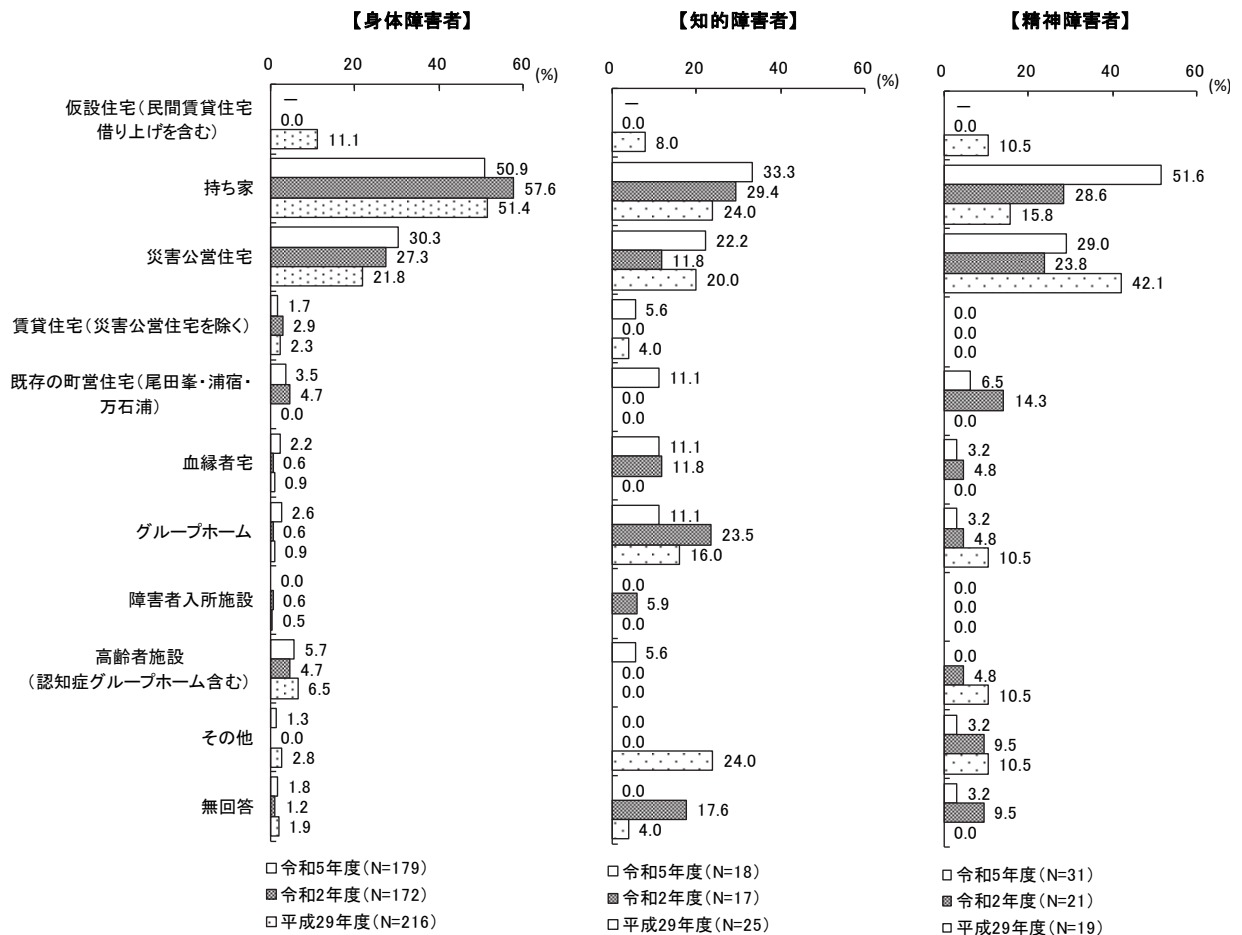 【身体障害者】
【知的障害者】
【精神障害者】
0 20 40 60 (%)
0 20 40 60 (%)
0 20 40 60 (%)
仮設住宅（民間賃貸住宅
借り上げを含む）
― 0.0 11.1
― 0.0 8.0
― 0.0 10.5
持ち家
50.9 57.6 51.4
33.3 29.4 24.0
51.6 28.6 15.8
災害公営住宅
30.3 27.3 21.8
22.2 11.8 20.0
29.0 23.8 42.1
賃貸住宅（災害公営住宅を除く）
1.7 2.9 2.3
5.6 0.0 4.0
0.0 0.0 0.0
既存の町営住宅（尾田峯・浦宿・
万石浦）
3.5 4.7 0.0
11.1 0.0 0.0
6.5 14.3 0.0
血縁者宅
2.2 0.6 0.9
11.1 11.8 0.0
3.2 4.8 0.0
グループホーム
2.6 0.6 0.9
11.1 23.5 16.0
3.2 4.8 10.5
障害者入所施設
0.0 0.6 0.5
0.0 5.9 0.0
0.0 0.0 0.0
高齢者施設
（認知症グループホーム含む）
5.7 4.7 6.5
5.6 0.0 0.0
0.0 4.8 10.5
その他
1.3 0.0 2.8
0.0 0.0 24.0
3.2 9.5 10.5
無回答
1.8 1.2 1.9
0.0 17.6 4.0
3.2 9.5 0.0
令和5年度（N=179）
令和2年度（N=172）
平成29年度（N=216）
令和5年度（N=18）
令和2年度（N=17）
平成29年度（N=25）
令和5年度（N=31）
令和2年度（N=21）
平成29年度（N=19）